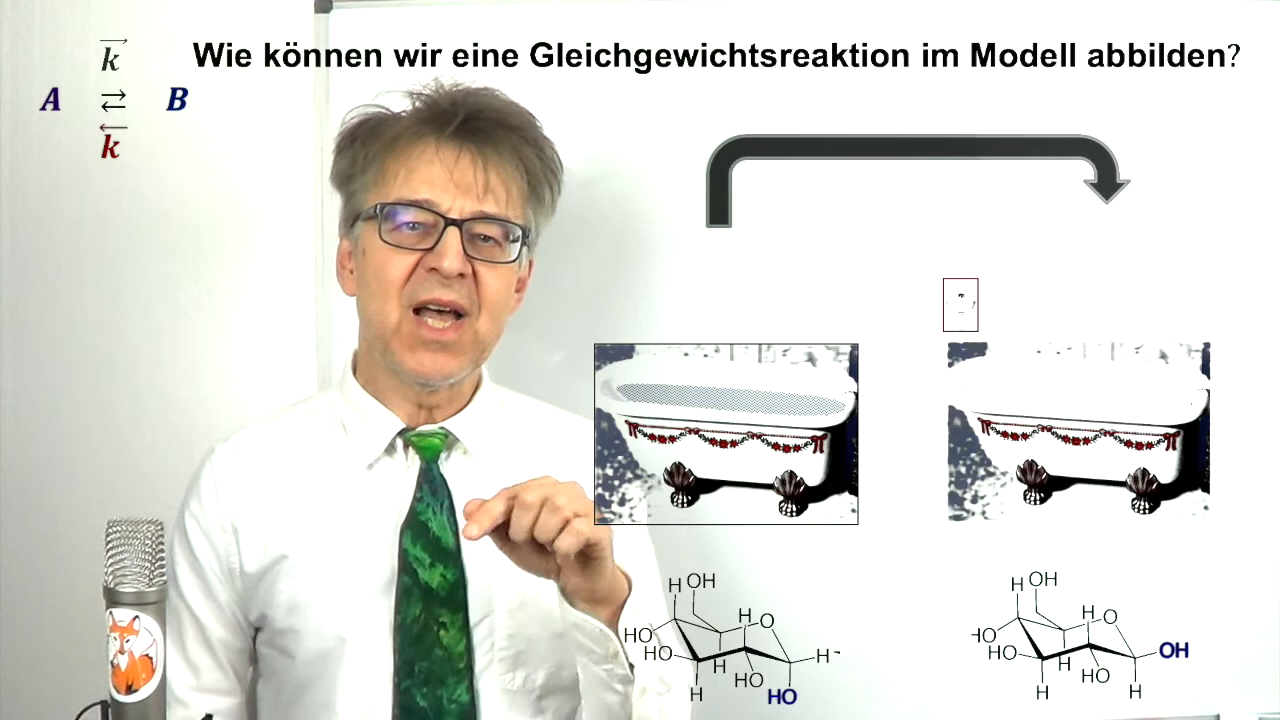 Wie können wir eine Gleichgewichtsreaktion im Modell abbilden?
k
A ⇄ B
k
H OH
H O
HO
HO H
H HO
H HO
H OH
H O
HO OH
HO H
HO
H H